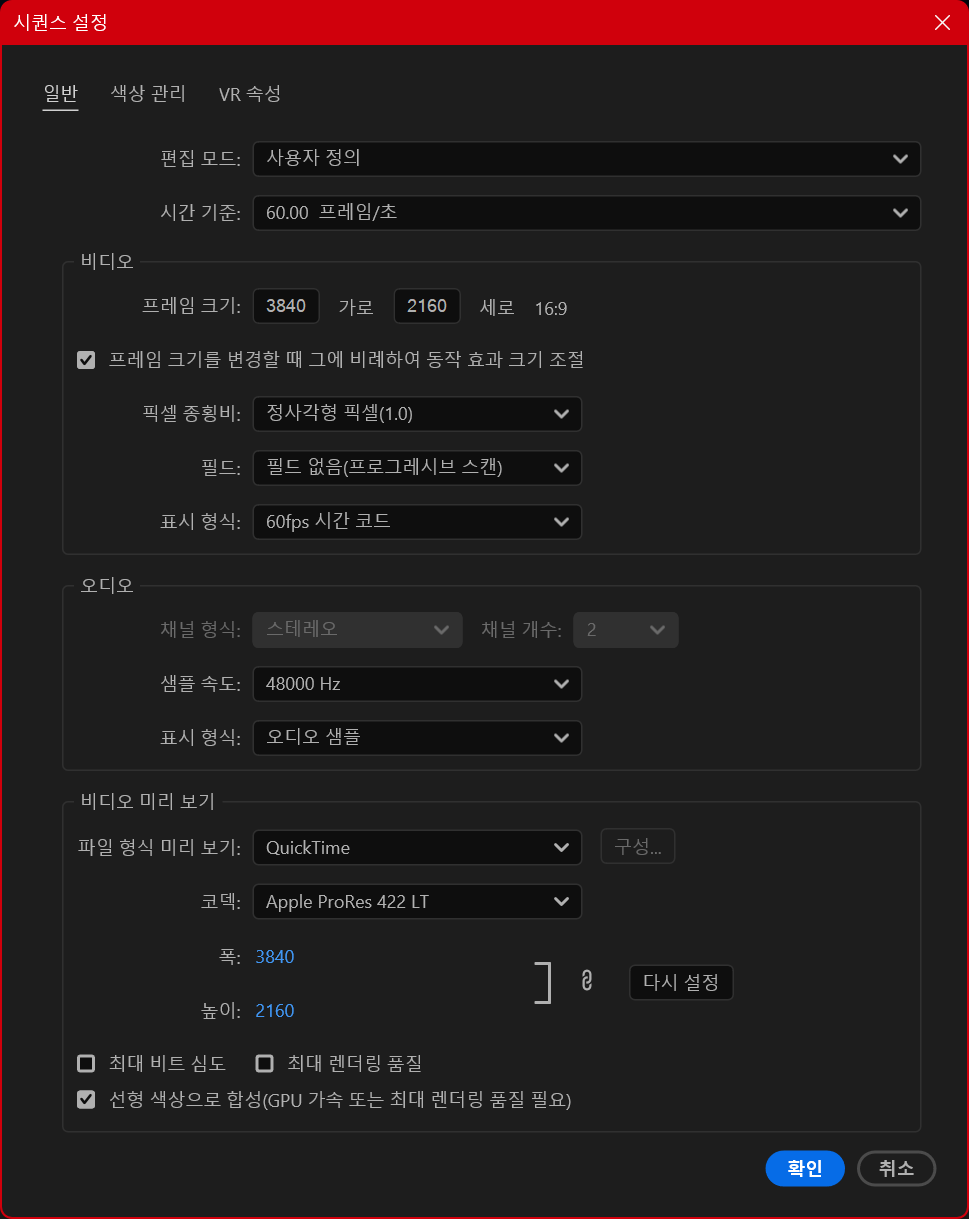 시퀀스 설정
일반 색상 관리 VR 속성
편집 모드: 사용자 정의
시간 기준: 60.00 프레임/초
비디오
프레임 크기: 3840 가로 2160 세로 16:9
프레임 크기를 변경할 때 그에 비례하여 동작 효과 크기 조절
픽셀 종횡비: 정사각형 픽셀(1.0)
필드: 필드 없음(프로그레시브 스캔)
표시 형식: 60fps 시간 코드
오디오
채널 형식: 스테레오 채널 개수: 2
샘플 속도: 48000 Hz
표시 형식: 오디오 샘플
비디오 미리 보기
파일 형식 미리 보기: QuickTime 구성...
코덱: Apple ProRes 422 LT
폭: 3840
다시 설정
높이: 2160
최대 비트 심도 최대 렌더링 품질
선형 색상으로 합성(GPU 가속 또는 최대 렌더링 품질 필요)
확인 취소